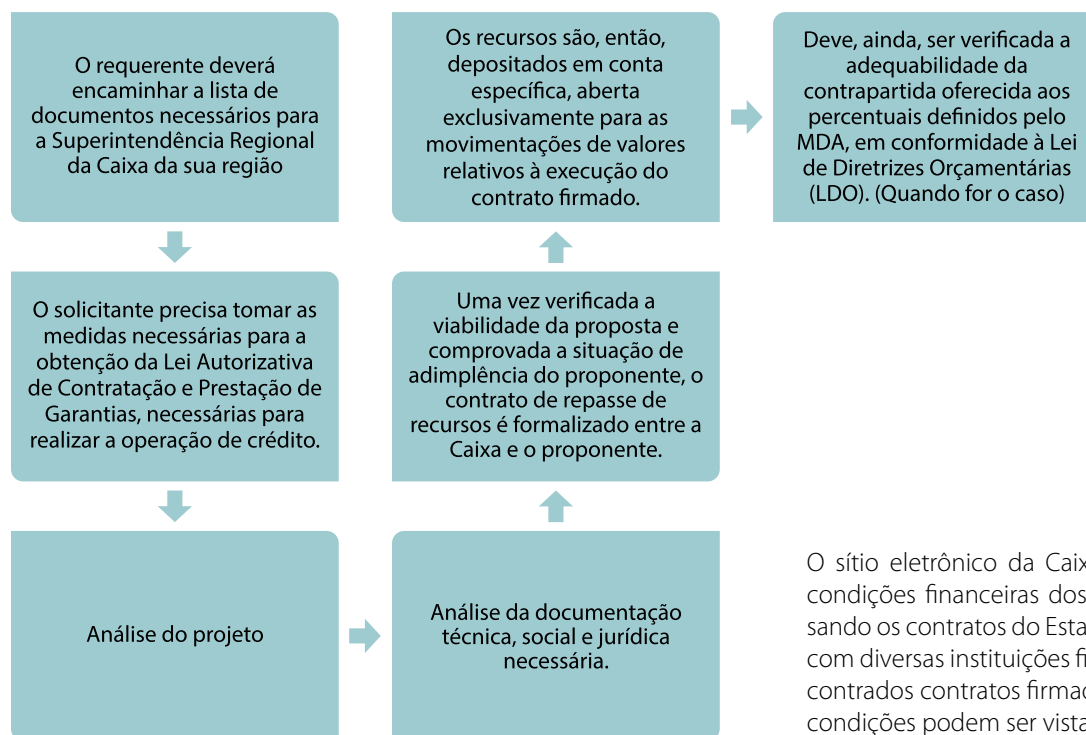 O requerente deverá
encaminhar a lista de
documentos necessários para
a Superintendência Regional
da Caixa da sua região
O solicitante precisa tomar as
medidas necessárias para a
obtenção da Lei Autorizativa
de Contratação e Prestação de
Garantias, necessárias para
realizar a operação de crédito.
Análise do projeto
Análise da documentação
técnica, social e jurídica
necessária.
Uma vez verificada a
viabilidade da proposta e
comprovada a situação de
adimplência do proponente, o
contrato de repasse de
recursos é formalizado entre a
Caixa e o proponente.
Os recursos são, então,
depositados em conta
específica, aberta
exclusivamente para as
movimentações de valores
relativos à execução do
contrato firmado.
Deve, ainda, ser verificada a
adequabilidade da
contrapartida oferecida aos
percentuais definidos pelo
MDA, em conformidade à Lei
de Diretrizes Orçamentárias
(LDO). (Quando for o caso)
O sítio eletrônico da Caix
condições financeiras dos
sando os contratos do Esta
com diversas instituições fi
contrados contratos firmad
condições podem ser vista